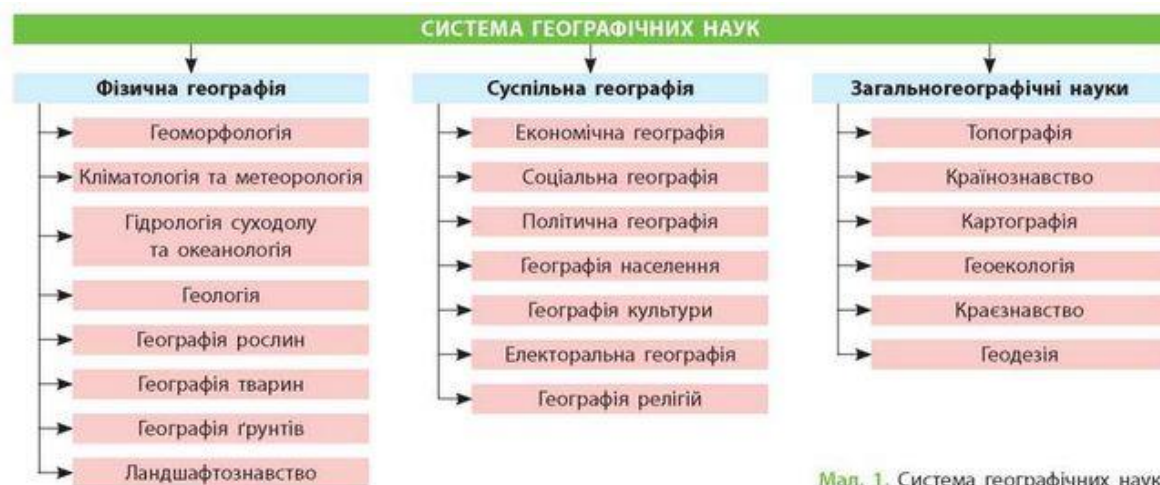 СИСТЕМА ГЕОГРАФІЧНИХ НАУК
Фізична географія
Геоморфологія
Кліматологія та метеорологія
Гідрологія суходолу
та океанологія
Геологія
Географія рослин
Географія тварин
Географія ґрунтів
Ландшафтознавство
Суспільна географія
Економічна географія
Соціальна географія
Політична географія
Географія населення
Географія культури
Електоральна географія
Географія релігій
Загальногеографічні науки
Топографія
Країнознавство
Картографія
Геоекологія
Краєзнавство
Геодезія
Мал. 1. Система географічних наук